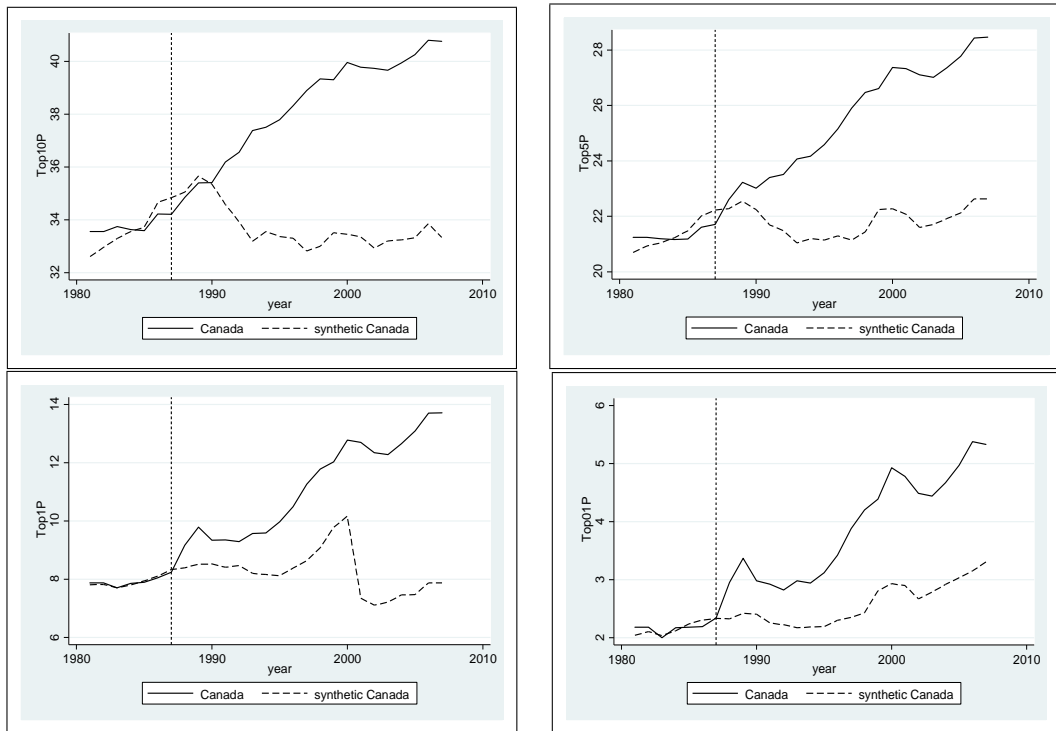 Top10P
40
38
36
34
32
1980
1990
2000
2010
year
Canada
synthetic Canada
Top5P
28
26
24
22
20
1980
1990
2000
2010
year
Canada
synthetic Canada
Top1P
14
12
10
8
6
1980
1990
2000
2010
year
Canada
synthetic Canada
Top01P
6
5
4
3
2
1980
1990
2000
2010
year
Canada
synthetic Canada